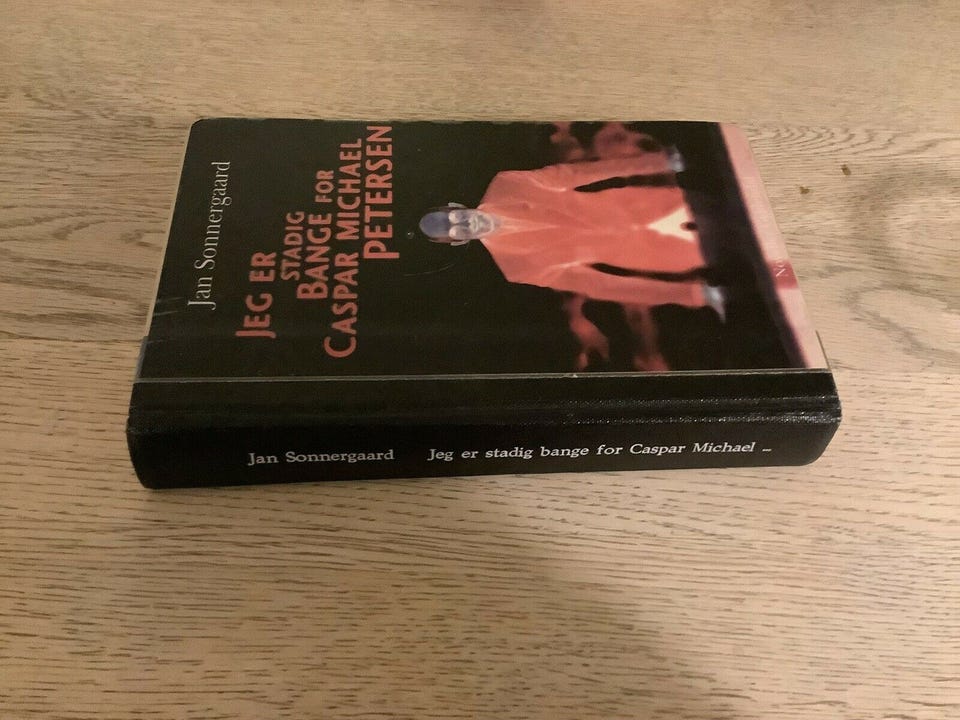 Jan Sonnergaard
JEG ER
STADIG
BANGE FOR
CASPAR MICHAEL
PETERSEN
Jan Sonnergaard Jeg er stadig bange for Caspar Michael ...